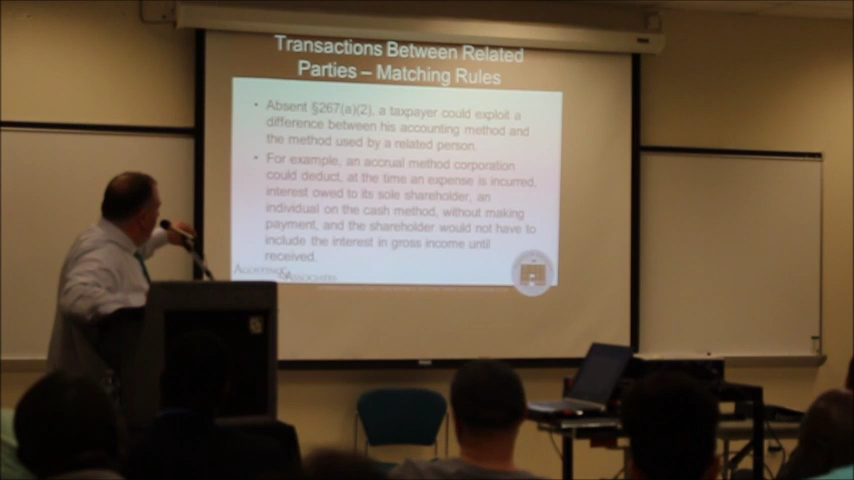 Transactions Between Related
Parties – Matching Rules
• Absent §267(a)(2), a taxpayer could exploit a
difference between his accounting method and
the method used by a related person.
• For example, an accrual method corporation
could deduct, at the time an expense is incurred,
interest owed to its sole shareholder, an
individual on the cash method, without making
payment, and the shareholder would not have to
include the interest in gross income until
received.
& ASSOCIATES